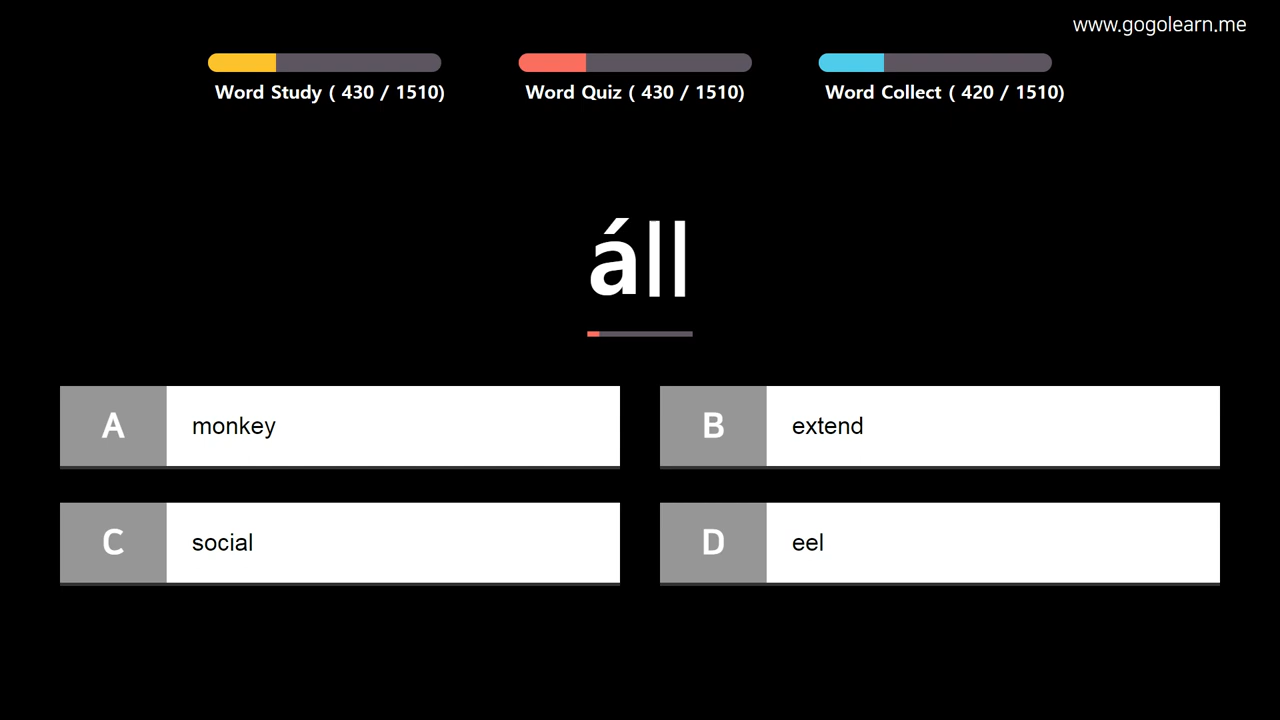 www.gogolearn.me
Word Study ( 430 / 1510)
Word Quiz ( 430 / 1510)
Word Collect ( 420 / 1510)
áll
A monkey
B extend
C social
D eel